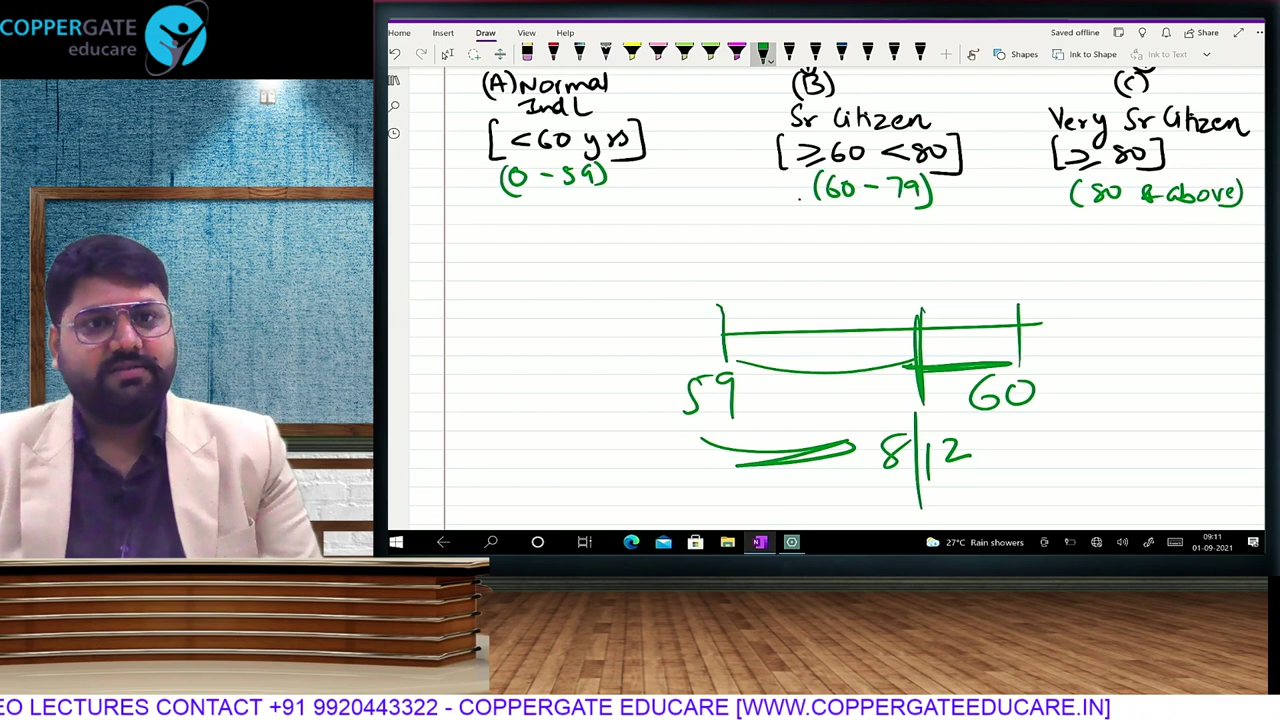 COPPERGATE
educare
Home Insert Draw View Help
Saved offline
Share
Shapes
Ink to Shape
Ink to Text
(A) Normal
Indl
[<60 yrs]
(0 - 59)
(B)
Sr Citizen
[≥60 <80]
(60 - 79)
(C)
Very Sr Citizen
[≥ 80]
(80 & above)
59
60
8 | 12
27°C Rain showers
09:11
01-09-2021
EO LECTURES CONTACT +91 9920443322 - COPPERGATE EDUCARE [WWW.COPPERGATEEDUCARE.IN]